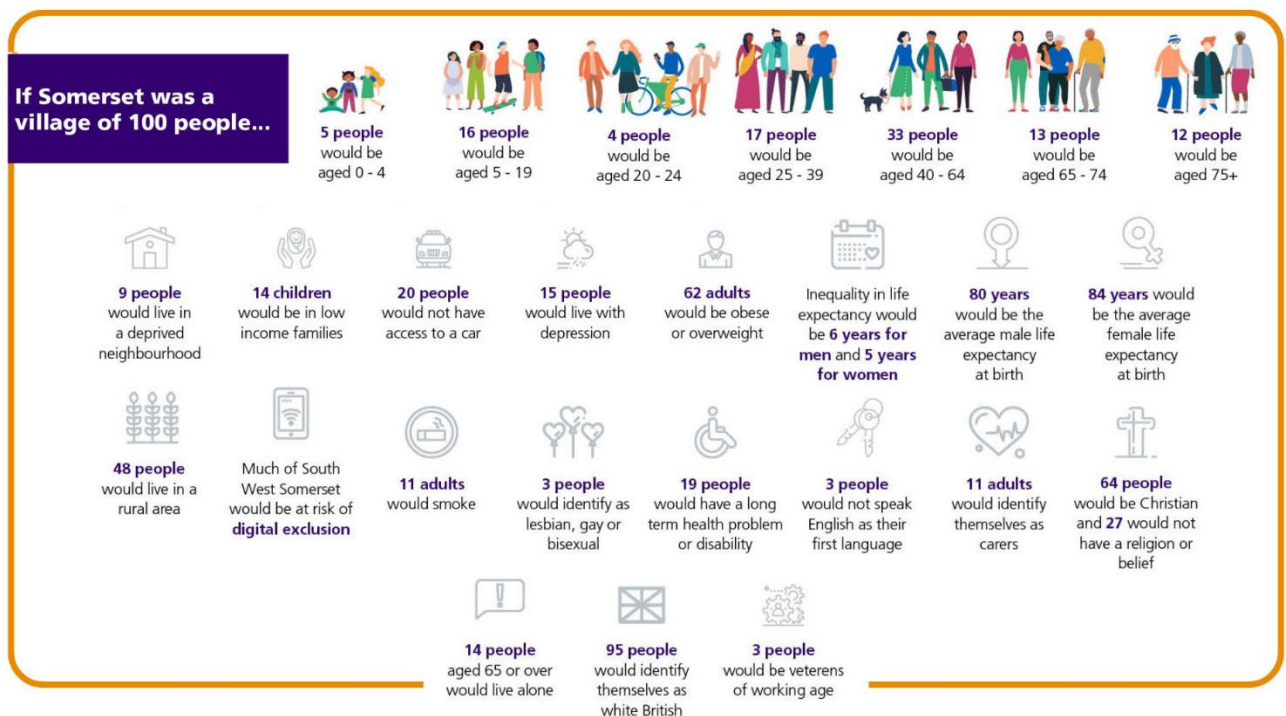 If Somerset was a
village of 100 people...
5 people
would be
aged 0 - 4
16 people
would be
aged 5 - 19
4 people
would be
aged 20 - 24
17 people
would be
aged 25 - 39
33 people
would be
aged 40 - 64
13 people
would be
aged 65 - 74
12 people
would be
aged 75+
9 people
would live in
a deprived
neighbourhood
14 children
would be in low
income families
20 people
would not have
access to a car
15 people
would live with
depression
62 adults
would be obese
or overweight
Inequality in life
expectancy would
be 6 years for
men and 5 years
for women
80 years
would be the
average male life
expectancy
at birth
84 years would
be the average
female life
expectancy
at birth
48 people
would live in a
rural area
Much of South
West Somerset
would be at risk of
digital exclusion
11 adults
would smoke
3 people
would identify as
lesbian, gay or
bisexual
19 people
would have a long
term health problem
or disability
3 people
would not speak
English as their
first language
11 adults
would identify
themselves as
carers
64 people
would be Christian
and 27 would not
have a religion or
belief
14 people
aged 65 or over
would live alone
95 people
would identify
themselves as
white British
3 people
would be veterens
of working age